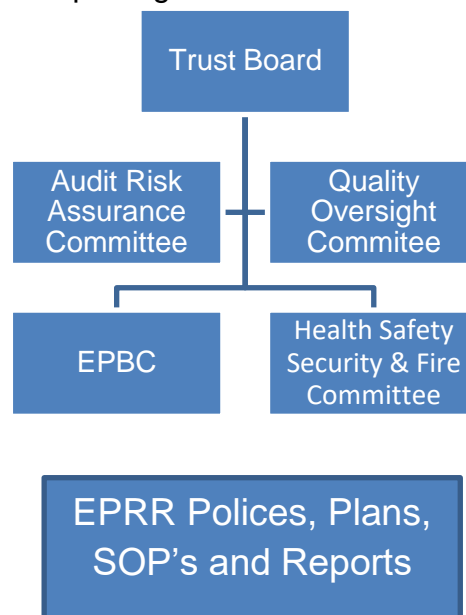 Trust Board
Audit Risk
Assurance
Committee
Quality
Oversight
Commitee
EPBC
Health Safety
Security & Fire
Committee
EPRR Polices, Plans,
SOP's and Reports